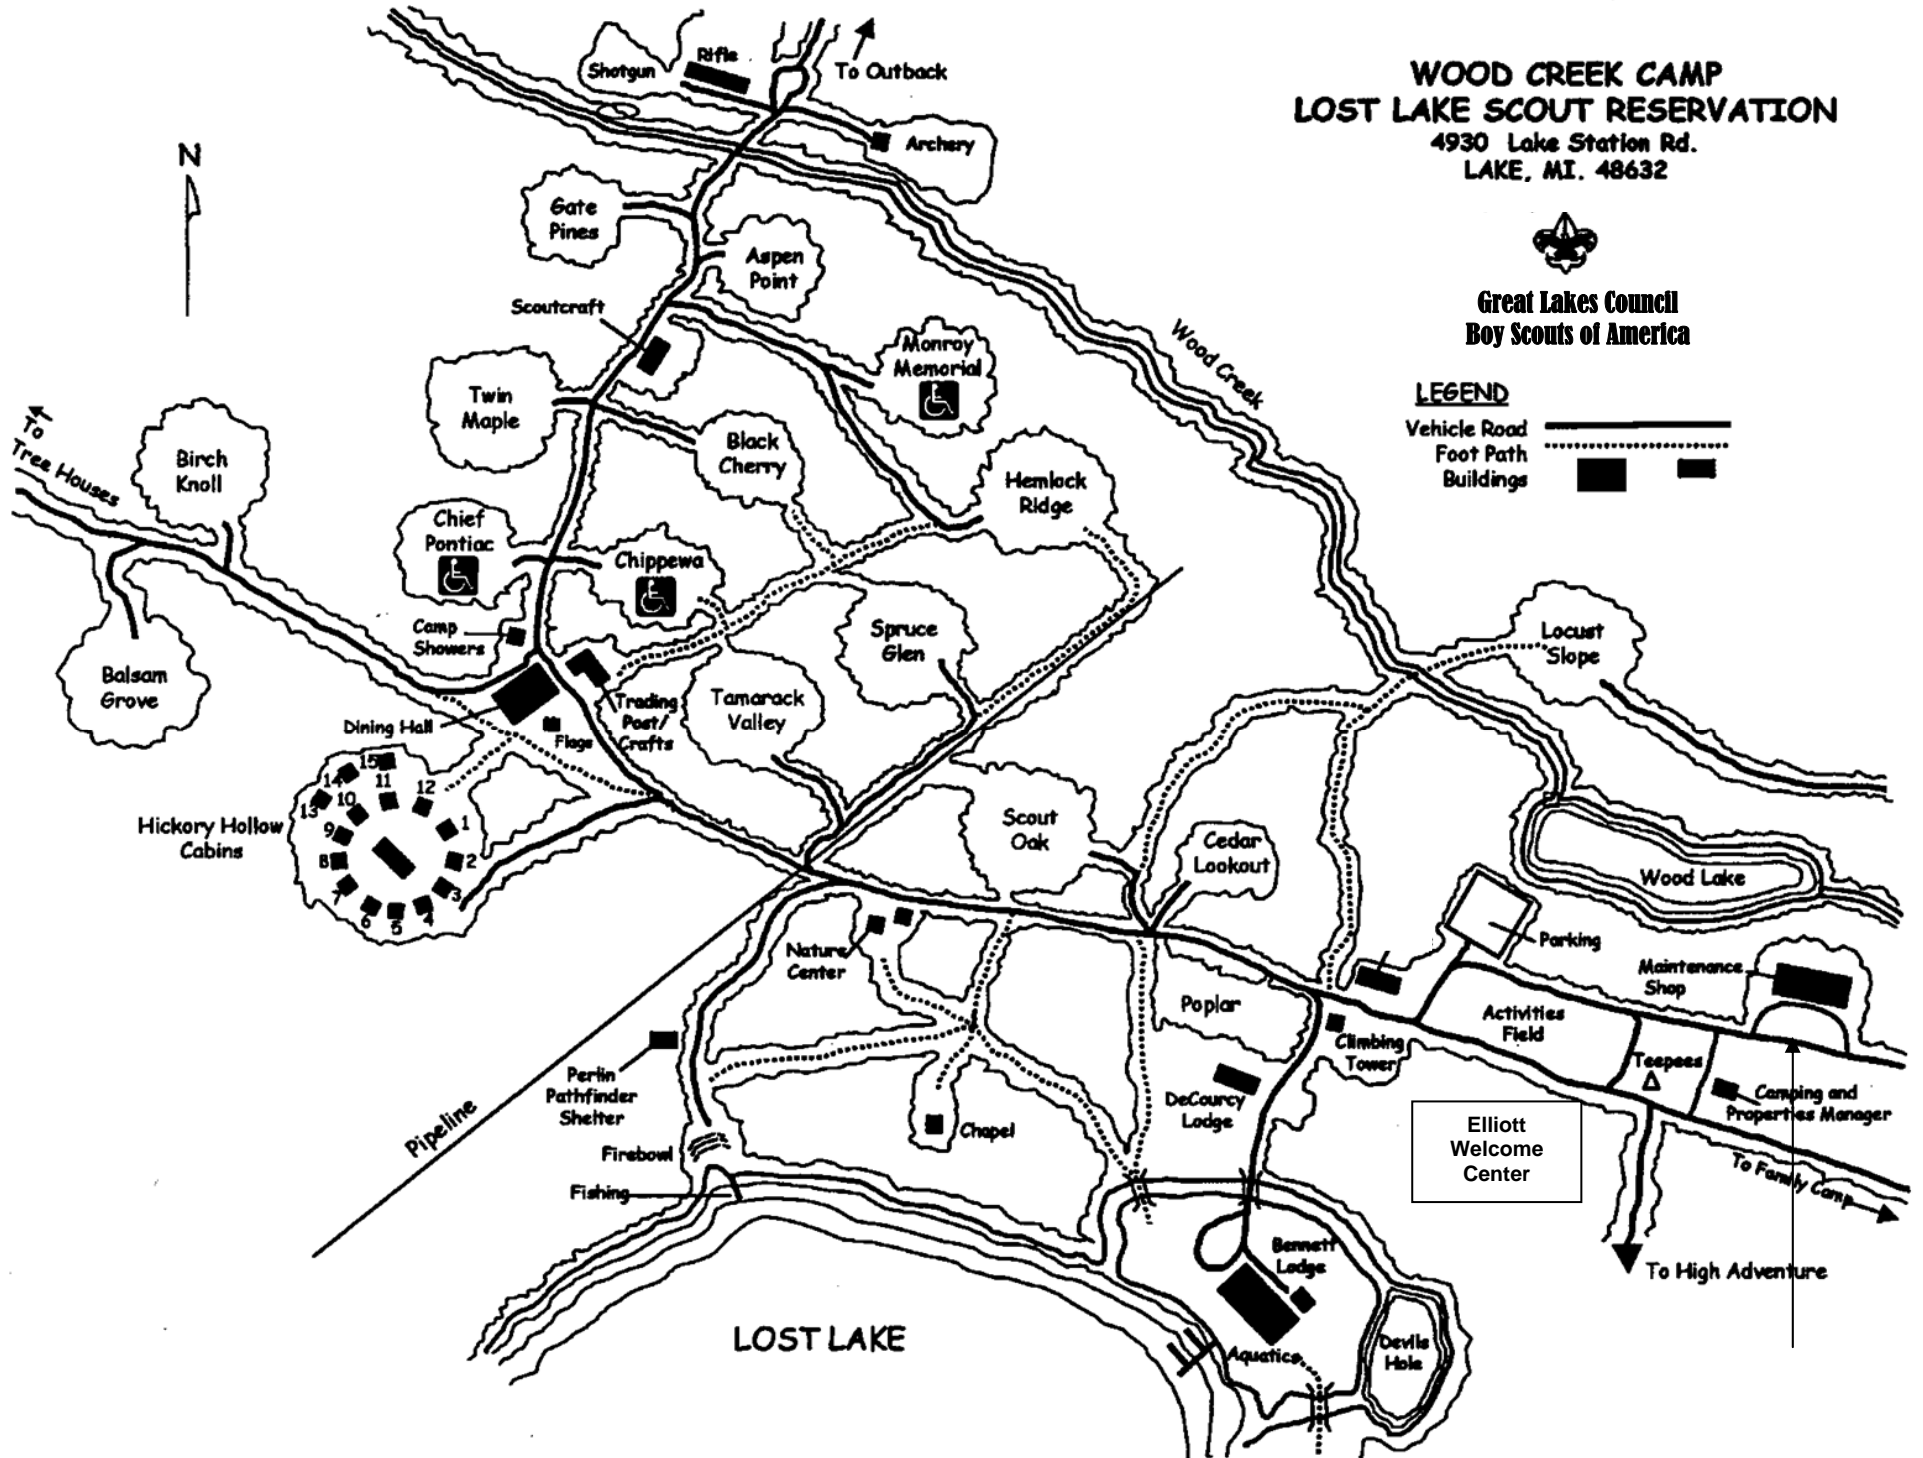 WOOD CREEK CAMP
LOST LAKE SCOUT RESERVATION
4930 Lake Station Rd.
LAKE, MI. 48632
Great Lakes Council
Boy Scouts of America
LEGEND
Vehicle Road
Foot Path
Buildings
N
Shotgun
Rifle
To Outback
Archery
Gate
Pines
Aspen
Point
Scoutcraft
Monroy
Memorial
Wood Creek
Twin
Maple
Black
Cherry
Hemlock
Ridge
To
Tree Houses
Birch
Knoll
Chief
Pontiac
Chippewa
Camp
Showers
Balsam
Grove
Spruce
Glen
Locust
Slope
Dining Hall
Flags
Trading
Post/
Crafts
Tamarack
Valley
Hickory Hollow
Cabins
15
14
13
11
12
10
9
8
7
6
5
4
3
2
1
Scout
Oak
Cedar
Lookout
Wood Lake
Parking
Nature
Center
Maintenance
Shop
Poplar
Activities
Field
Climbing
Tower
Teepees
Perlin
Pathfinder
Shelter
DeCourcy
Lodge
Camping and
Properties Manager
Pipeline
Chapel
Elliott
Welcome
Center
Firebowl
Fishing
To Family Camp
Bennett
Lodge
To High Adventure
LOST LAKE
Aquatics
Devils
Hole